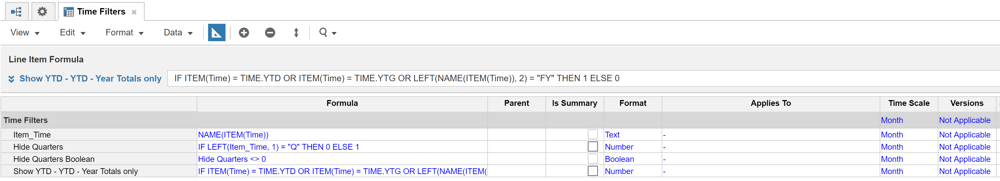 Time Filters
View Edit Format Data
Line Item Formula
Show YTD - YTD - Year Totals only IF ITEM(Time) = TIME.YTD OR ITEM(Time) = TIME.YTG OR LEFT(NAME(ITEM(Time)), 2) = "FY" THEN 1 ELSE 0
Formula Parent Is Summary Format Applies To Time Scale Versions
Time Filters Month Not Applicable
Item_Time NAME(ITEM(Time)) Text - Month Not Applicable
Hide Quarters IF LEFT(Item_Time, 1) = "Q" THEN 0 ELSE 1 Number - Month Not Applicable
Hide Quarters Boolean Hide Quarters <> 0 Boolean - Month Not Applicable
Show YTD - YTD - Year Totals only IF ITEM(Time) = TIME.YTD OR ITEM(Time) = TIME.YTG OR LEFT(NAME(ITEM( Number - Month Not Applicable